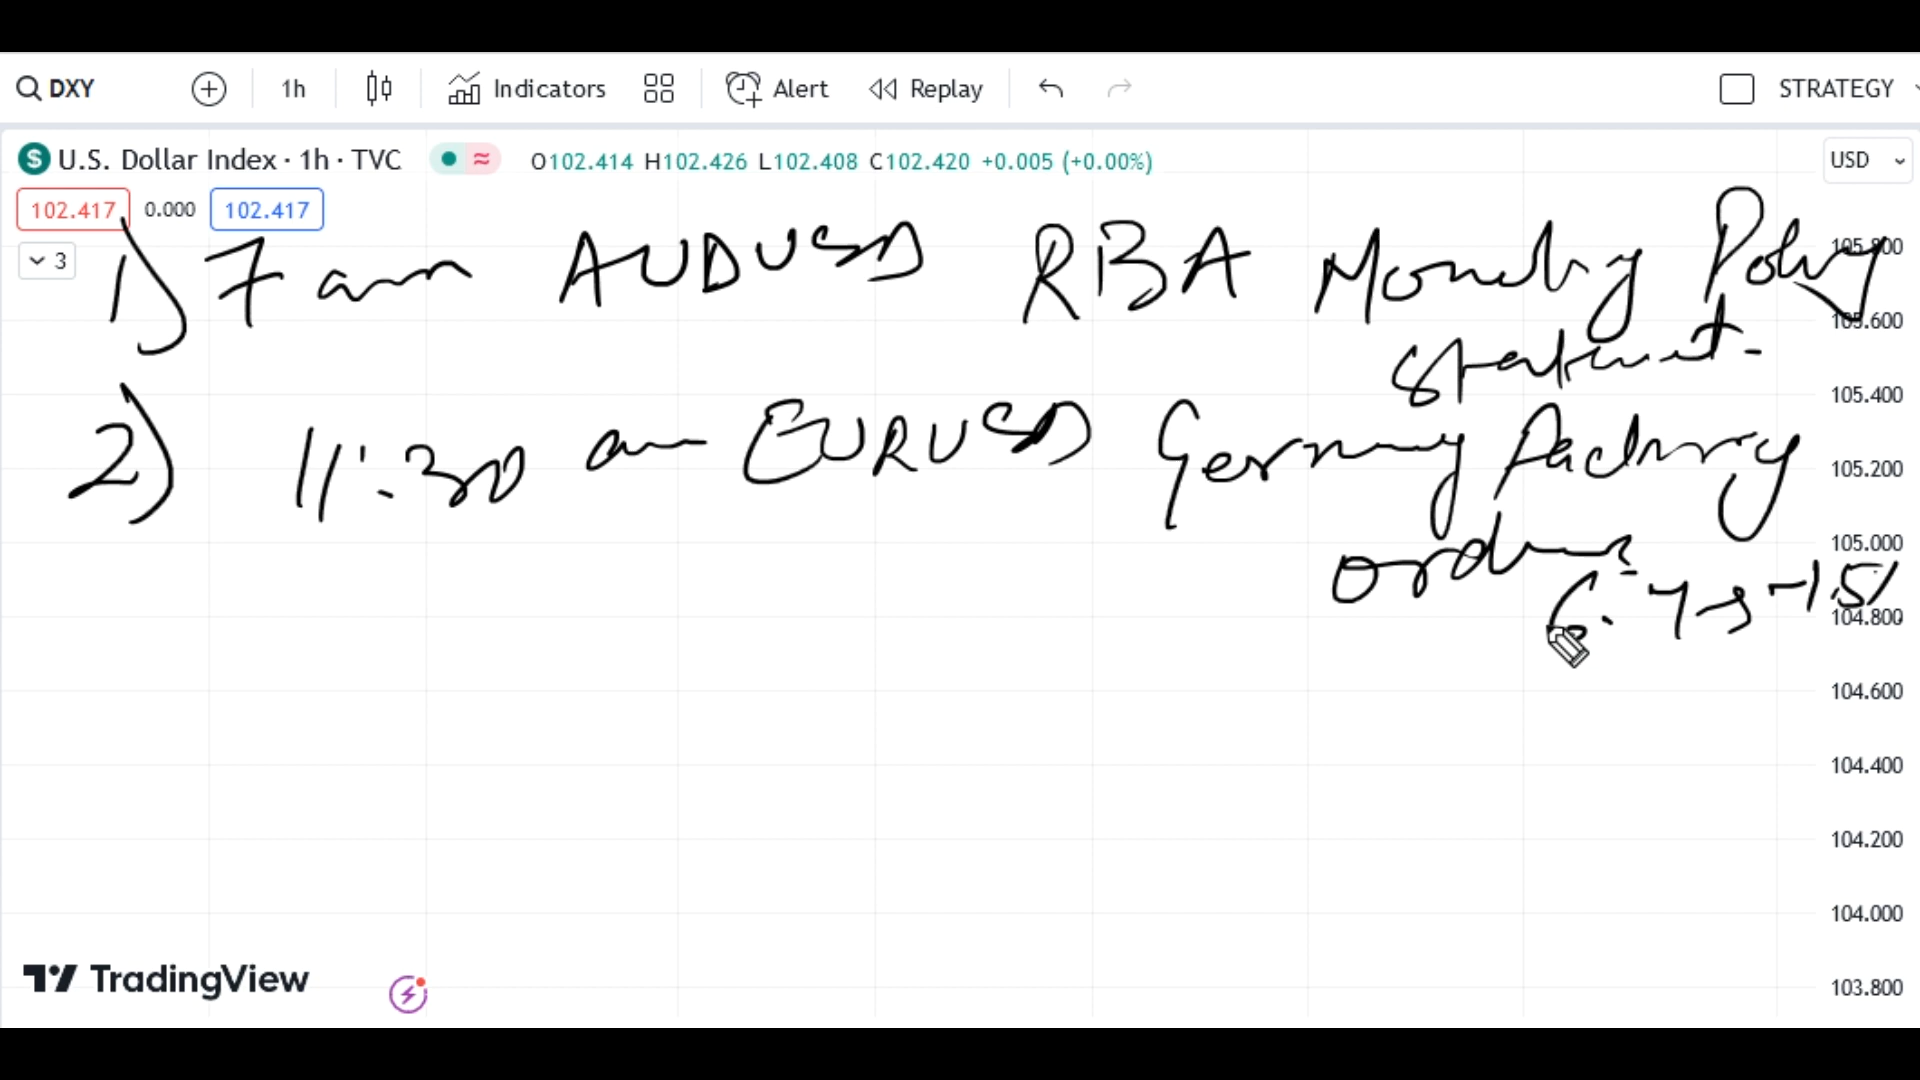 DXY 1h Indicators Alert Replay STRATEGY
U.S. Dollar Index · 1h · TVC O102.414 H102.426 L102.408 C102.420 +0.005 (+0.00%) USD
102.417 0.000 102.417
3
1) 7 am AUDUSD RBA Monetary Policy
Statement
2) 11:30 am EURUSD Germany Factory
orders
105.800
105.600
105.400
105.200
105.000
104.800
104.600
104.400
104.200
104.000
103.800
TradingView